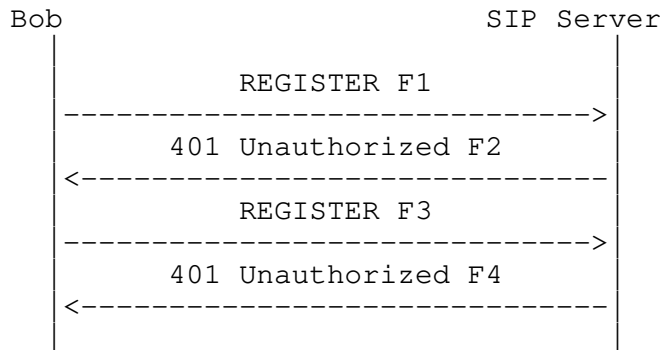 Bob SIP Server
REGISTER F1
401 Unauthorized F2
REGISTER F3
401 Unauthorized F4